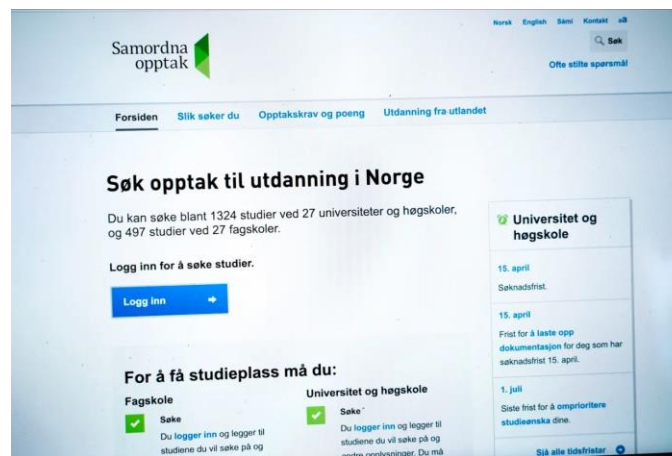 Norsk English Sámi Kontakt aA
Søk
Samordna
opptak
Ofte stilte spørsmål
Forsiden Slik søker du Opptakskrav og poeng Utdanning fra utlandet
Søk opptak til utdanning i Norge
Du kan søke blant 1324 studier ved 27 universiteter og høgskoler,
og 497 studier ved 27 fagskoler.
Logg inn for å søke studier.
Logg inn
For å få studieplass må du:
Fagskole
Søke
Du logger inn og legger til
studiene du vil søke på og
Universitet og høgskole
Søke
Du logger inn og legger til
studiene du vil søke på og
andre opplysninger. Du må
Universitet og
høgskole
15. april
Søknadsfrist.
15. april
Frist for å laste opp
dokumentasjon for deg som har
søknadsfrist 15. april.
1. juli
Siste frist for å omprioritere
studieønska dine.
Sjå alle tidsfristar